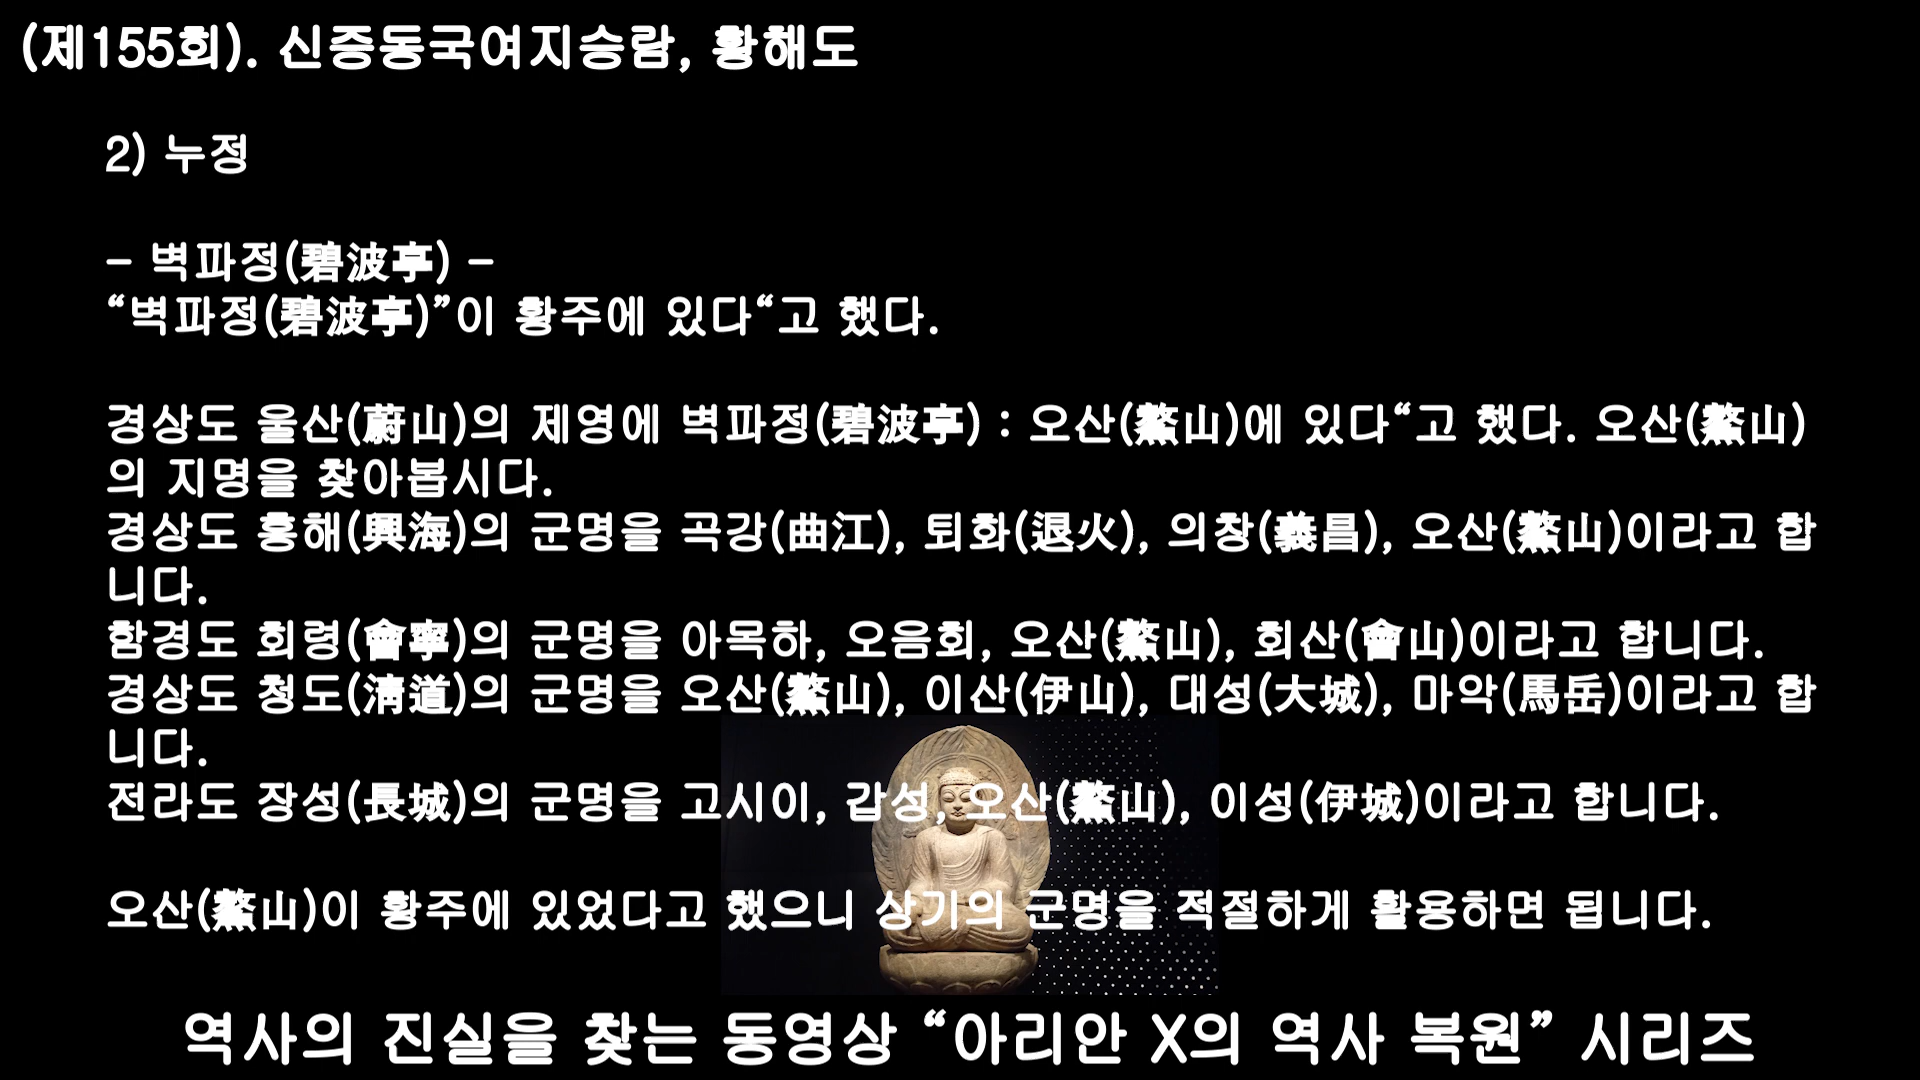 (제155회). 신증동국여지승람, 황해도
2) 누정
- 벽파정(碧波亭) -
“벽파정(碧波亭)”이 황주에 있다“고 했다.
경상도 울산(蔚山)의 제영에 벽파정(碧波亭) : 오산(鰲山)에 있다“고 했다. 오산(鰲山)
의 지명을 찾아봅시다.
경상도 흥해(興海)의 군명을 곡강(曲江), 퇴화(退火), 의창(義昌), 오산(鰲山)이라고 합
니다.
함경도 회령(會寧)의 군명을 아목하, 오음회, 오산(鰲山), 회산(會山)이라고 합니다.
경상도 청도(淸道)의 군명을 오산(鰲山), 이산(伊山), 대성(大城), 마악(馬岳)이라고 합
니다.
전라도 장성(長城)의 군명을 고시이, 갑성, 오산(鰲山), 이성(伊城)이라고 합니다.
오산(鰲山)이 황주에 있었다고 했으니 상기의 군명을 적절하게 활용하면 됩니다.
역사의 진실을 찾는 동영상 “아리안 X의 역사 복원” 시리즈